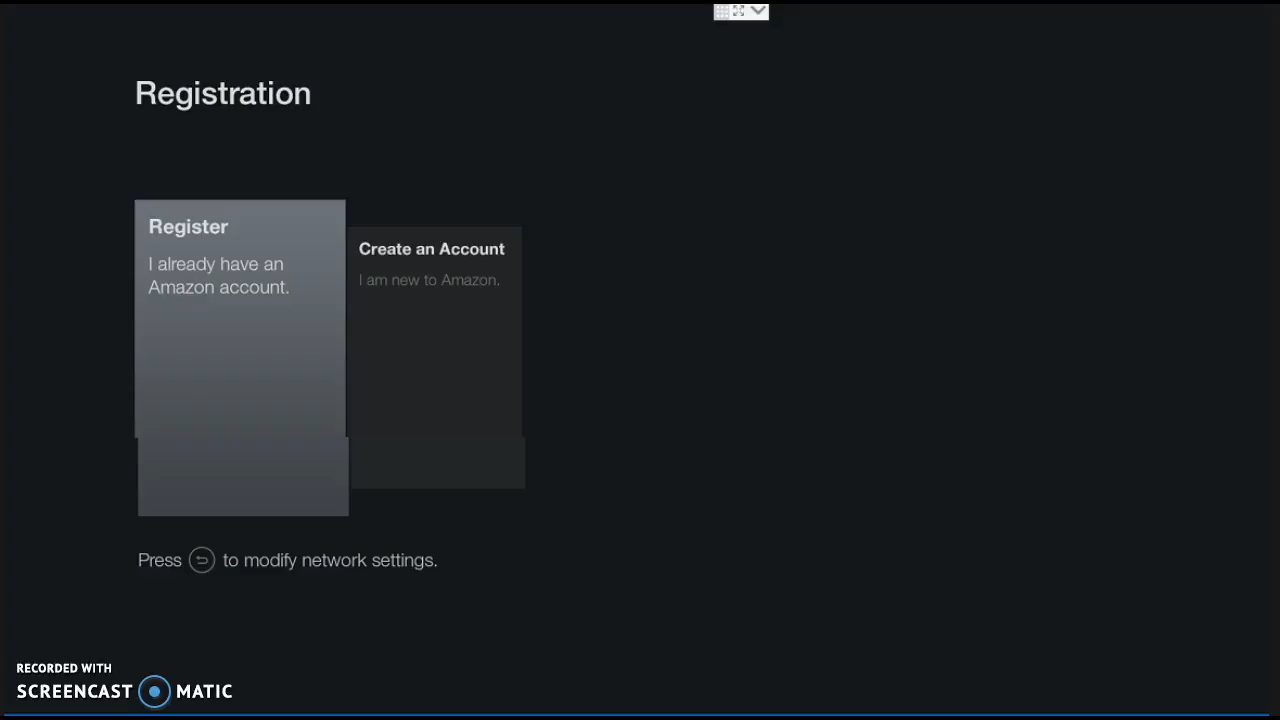 Registration
Register
I already have an
Amazon account.
Create an Account
I am new to Amazon.
Press to modify network settings.
RECORDED WITH
SCREENCAST MATIC